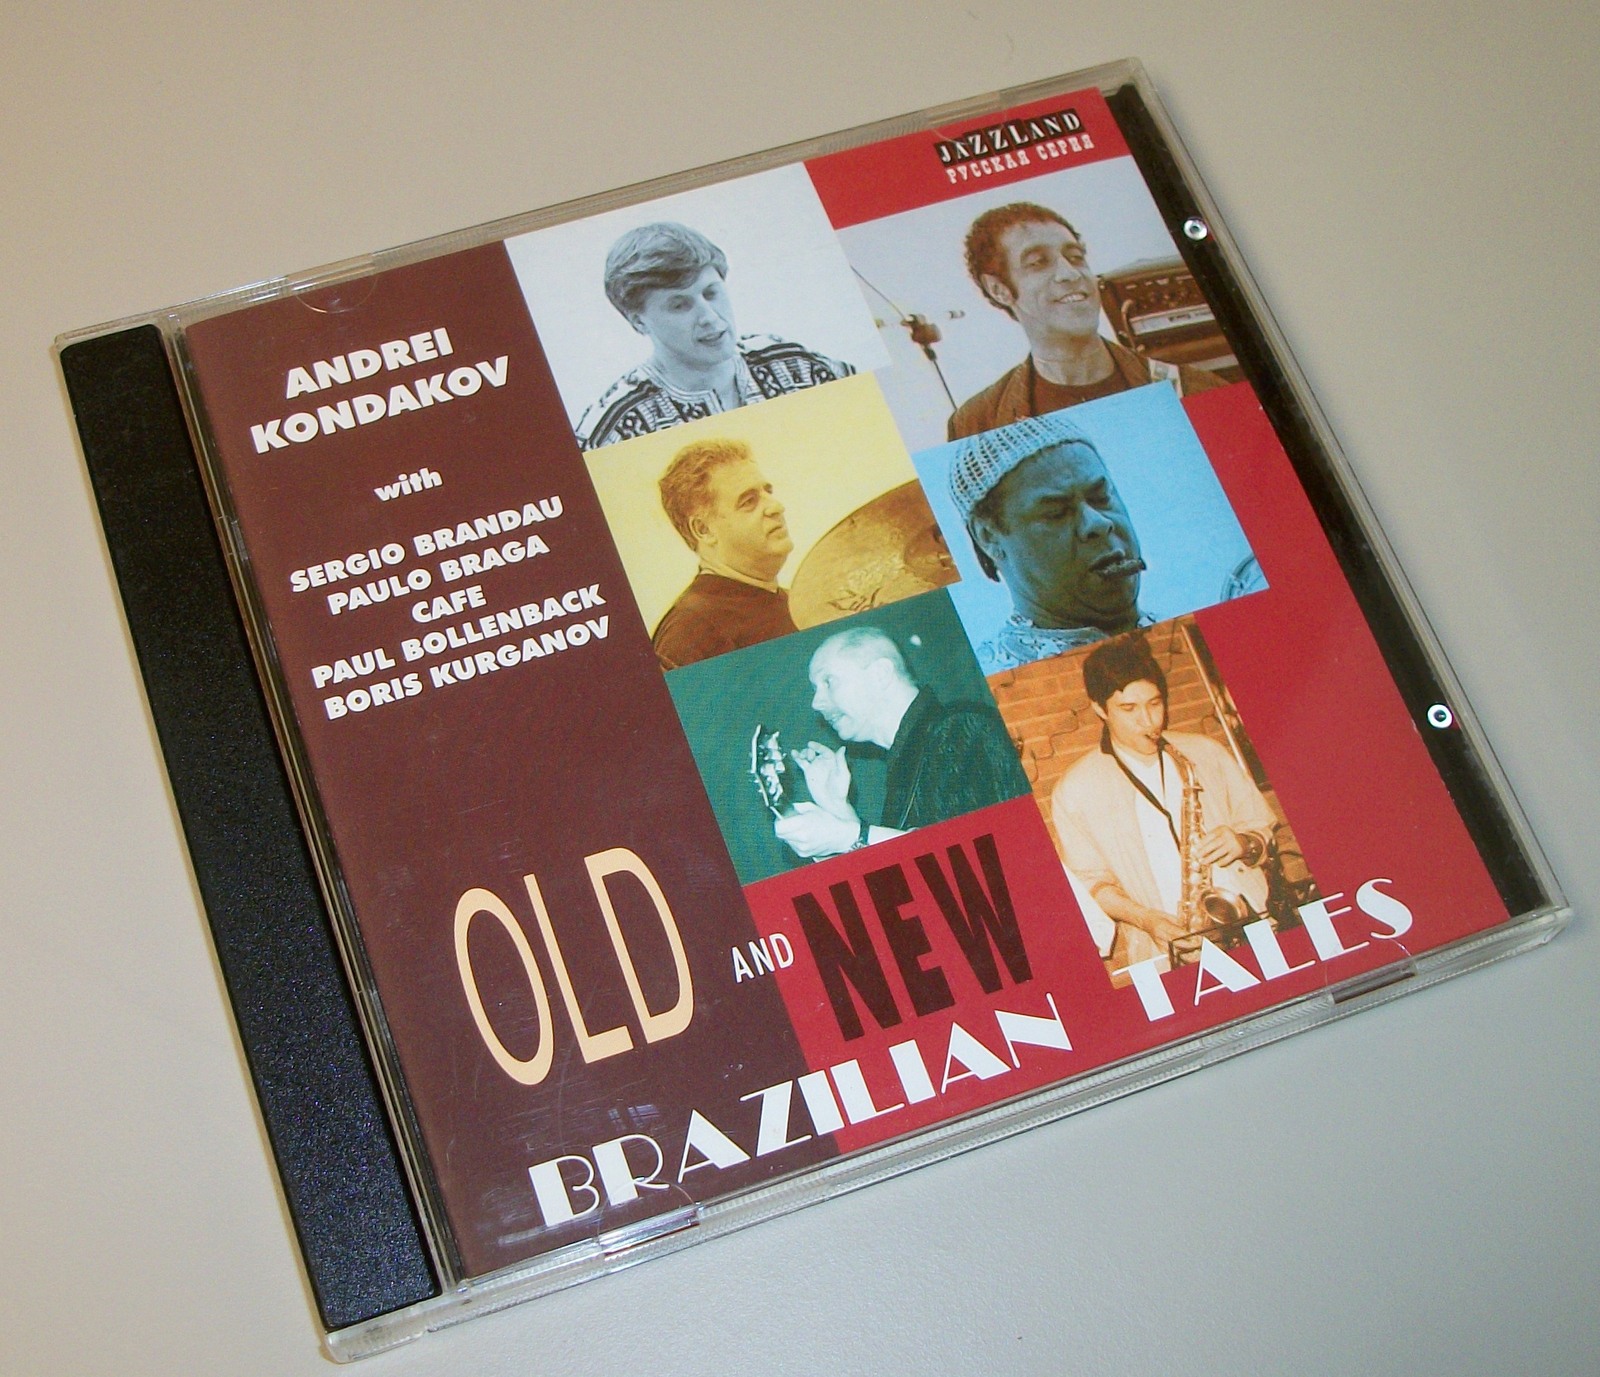 JAZZLAND
РУССКАЯ СЕРИЯ
ANDREI
KONDAKOV
with
SERGIO BRANDAU
PAULO BRAGA
CAFE
PAUL BOLLENBACK
BORIS KURGANOV
OLD AND NEW
BRAZILIAN TALES